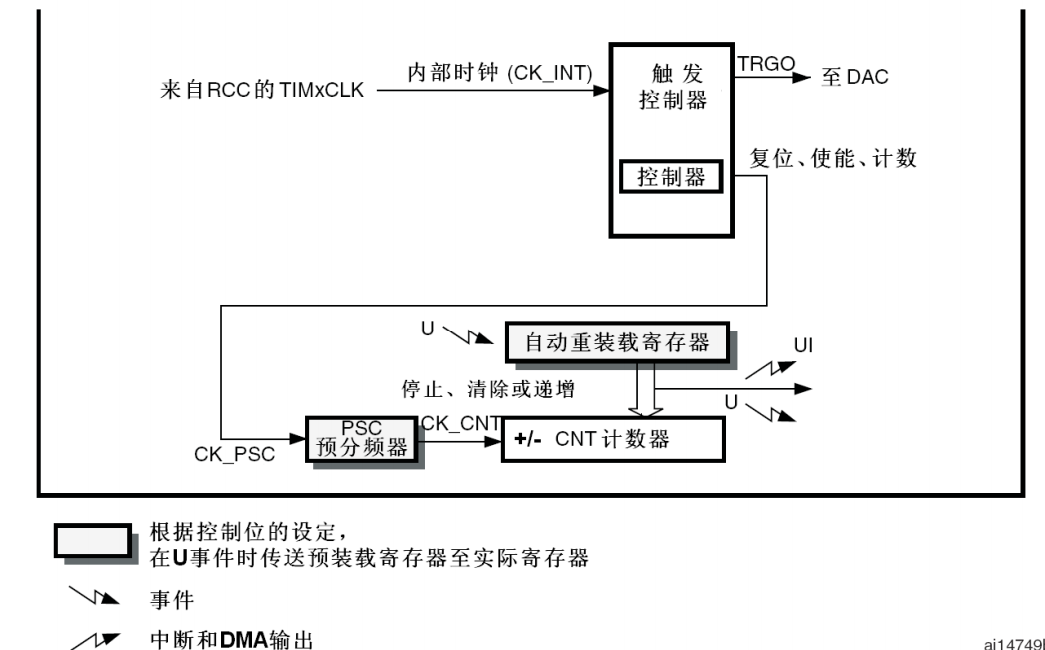 来自RCC的TIMxCLK
内部时钟 (CK_INT)
触发
控制器
TRGO
至DAC
控制器
复位、使能、计数
U
自动重装载寄存器
UI
停止、清除或递增
U
PSC
预分频器
CK_CNT
+/- CNT计数器
CK_PSC
根据控制位的设定，
在U事件时传送预装载寄存器至实际寄存器
事件
中断和DMA输出